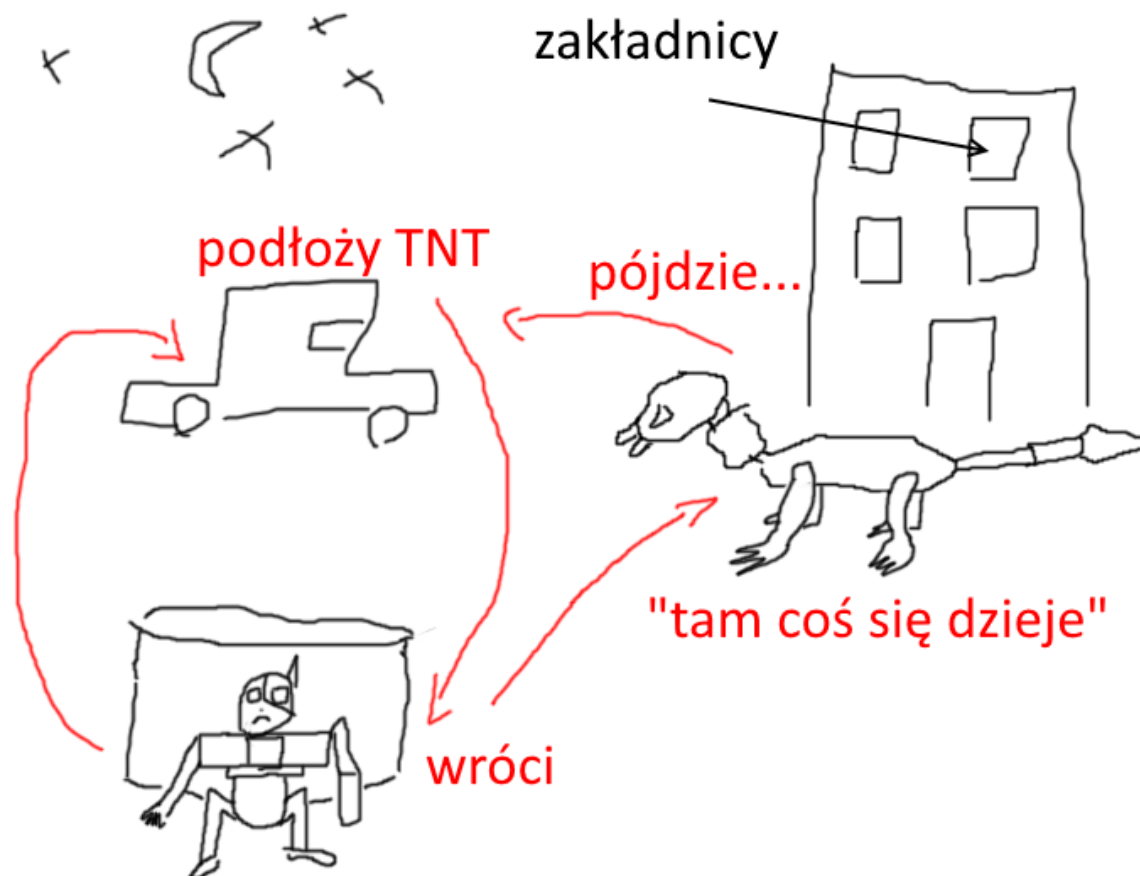 zakładnicy
podłoży TNT
pójdzie...
"tam coś się dzieje"
wróci